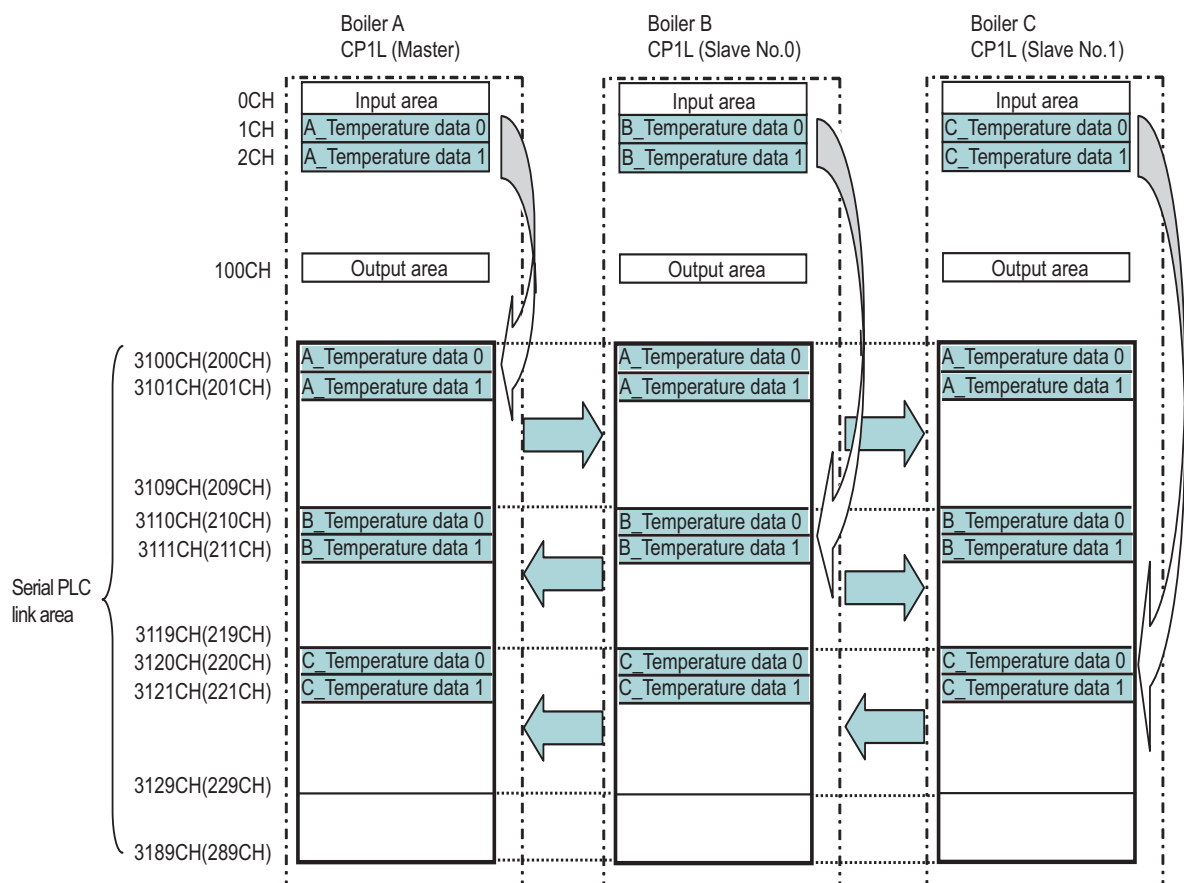 Boiler A
CP1L (Master)
Boiler B
CP1L (Slave No.0)
Boiler C
CP1L (Slave No.1)
0CH
Input area
Input area
Input area
1CH
A_Temperature data 0
B_Temperature data 0
C_Temperature data 0
2CH
A_Temperature data 1
B_Temperature data 1
C_Temperature data 1
100CH
Output area
Output area
Output area
3100CH(200CH)
A_Temperature data 0
A_Temperature data 0
A_Temperature data 0
3101CH(201CH)
A_Temperature data 1
A_Temperature data 1
A_Temperature data 1
3109CH(209CH)
3110CH(210CH)
B_Temperature data 0
B_Temperature data 0
B_Temperature data 0
3111CH(211CH)
B_Temperature data 1
B_Temperature data 1
B_Temperature data 1
Serial PLC
link area
3119CH(219CH)
3120CH(220CH)
C_Temperature data 0
C_Temperature data 0
C_Temperature data 0
3121CH(221CH)
C_Temperature data 1
C_Temperature data 1
C_Temperature data 1
3129CH(229CH)
3189CH(289CH)